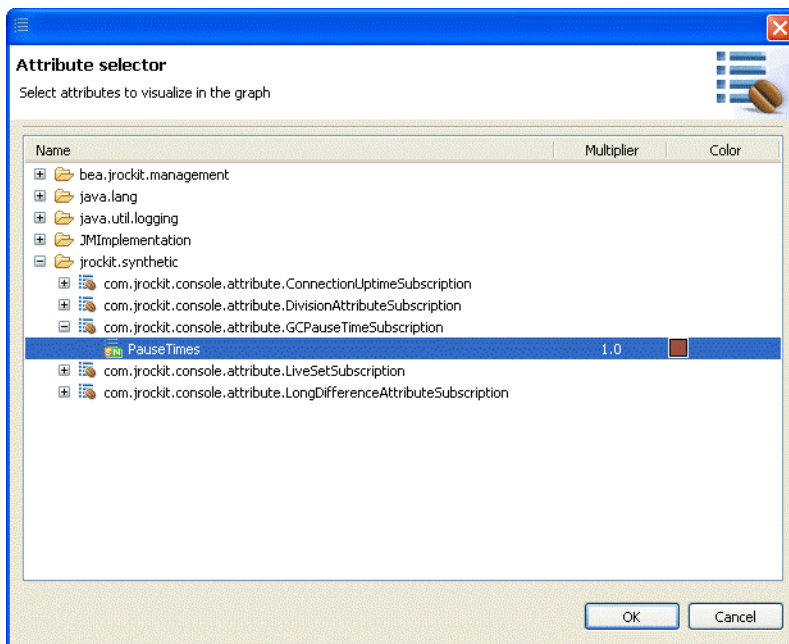 Attribute selector
Select attributes to visualize in the graph
Name Multiplier Color
bea.jrockit.management
java.lang
java.util.logging
JMImplementation
jrockit.synthetic
com.jrockit.console.attribute.ConnectionUptimeSubscription
com.jrockit.console.attribute.DivisionAttributeSubscription
com.jrockit.console.attribute.GCPauseTimeSubscription
SN PauseTimes 1.0
com.jrockit.console.attribute.LiveSetSubscription
com.jrockit.console.attribute.LongDifferenceAttributeSubscription
OK Cancel